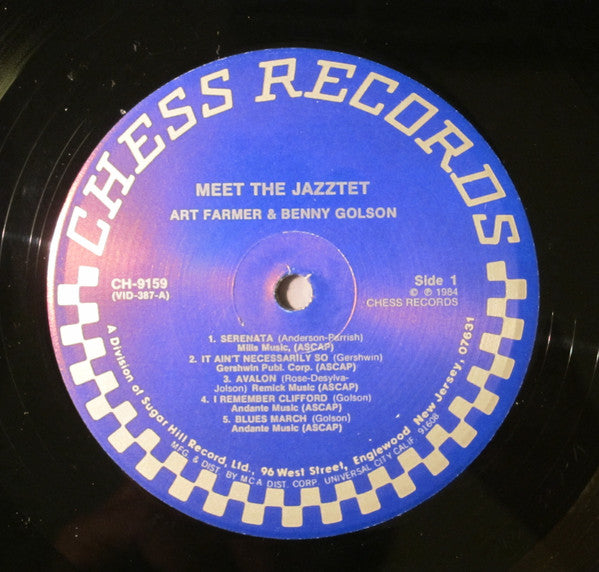 CHESS RECORDS
MEET THE JAZZTET
ART FARMER & BENNY GOLSON
CH-9159
(VID-387-A)
Side 1
© ℗ 1984
CHESS RECORDS
1. SERENATA (Anderson-Parrish)
Mills Music, (ASCAP)
2. IT AIN'T NECESSARILY SO (Gershwin)
Gershwin Publ. Corp. (ASCAP)
3. AVALON (Rose-Desylva-
Jolson) Remick Music (ASCAP)
4. I REMEMBER CLIFFORD (Golson)
Andante Music (ASCAP)
5. BLUES MARCH (Golson)
Andante Music (ASCAP)
A Division of Sugar Hill Record, Ltd., 96 West Street, Englewood New Jersey, 07631
MFG. & DIST. BY MCA DIST. CORP. UNIVERSAL CITY CALIF. 91608